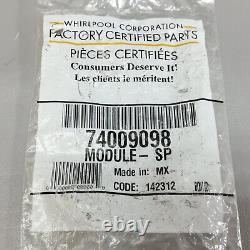 WHIRLPOOL CORPORATION
FACTORY CERTIFIED PARTS
PIÈCES CERTIFIÉES
Consumers Deserve It!
Les clients le méritent!
74009098
MODULE- SP
Made in: MX-
CODE: 142312